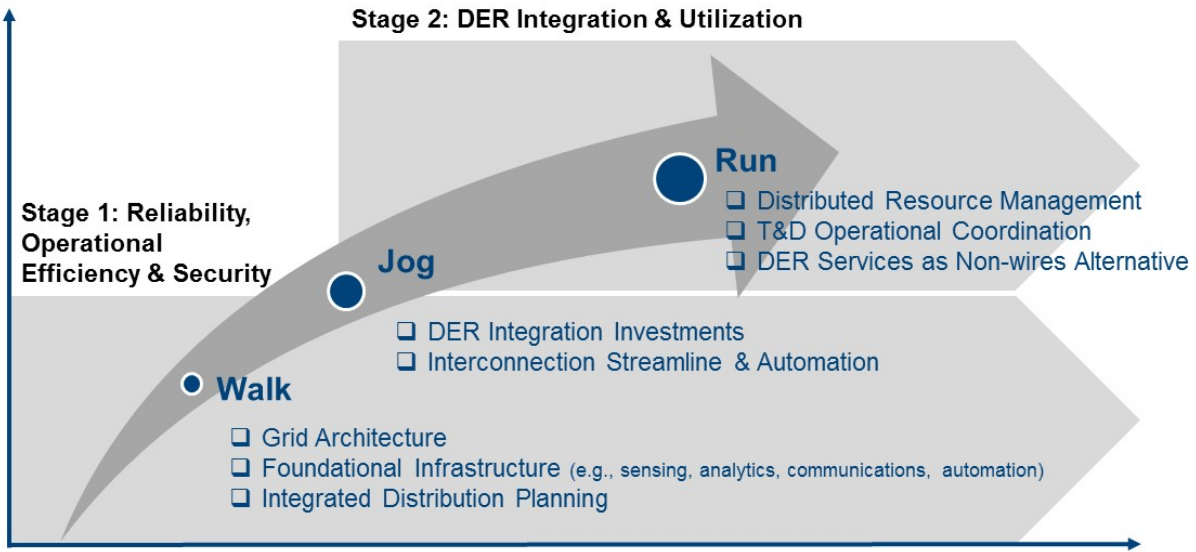 Stage 2: DER Integration & Utilization
Stage 1: Reliability,
Operational
Efficiency & Security
Run
❑ Distributed Resource Management
❑ T&D Operational Coordination
❑ DER Services as Non-wires Alternative
Jog
❑ DER Integration Investments
❑ Interconnection Streamline & Automation
Walk
❑ Grid Architecture
❑ Foundational Infrastructure (e.g., sensing, analytics, communications, automation)
❑ Integrated Distribution Planning